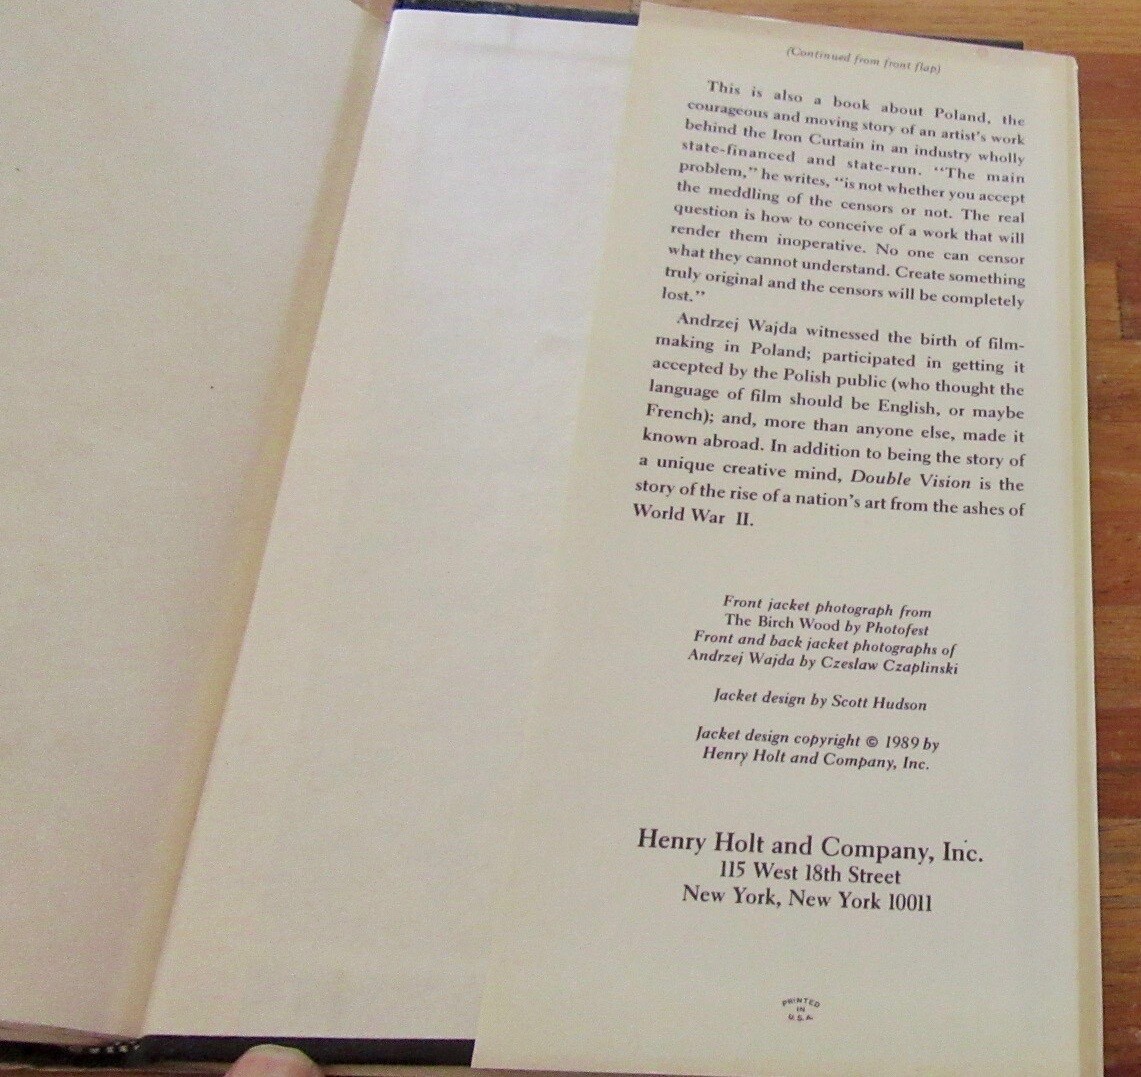 (Continued from front flap)
This is also a book about Poland, the
courageous and moving story of an artist's work
behind the Iron Curtain in an industry wholly
state-financed and state-run. "The main
problem," he writes, "is not whether you accept
the meddling of the censors or not. The real
question is how to conceive of a work that will
render them inoperative. No one can censor
what they cannot understand. Create something
truly original and the censors will be completely
lost."
Andrzej Wajda witnessed the birth of film-
making in Poland; participated in getting it
accepted by the Polish public (who thought the
language of film should be English, or maybe
French); and, more than anyone else, made it
known abroad. In addition to being the story of
a unique creative mind, Double Vision is the
story of the rise of a nation's art from the ashes of
World War II.
Front jacket photograph from
The Birch Wood by Photofest
Front and back jacket photographs of
Andrzej Wajda by Czeslaw Czaplinski
Jacket design by Scott Hudson
Jacket design copyright © 1989 by
Henry Holt and Company, Inc.
Henry Holt and Company, Inc.
115 West 18th Street
New York, New York 10011
PRINTED
IN
U.S.A.